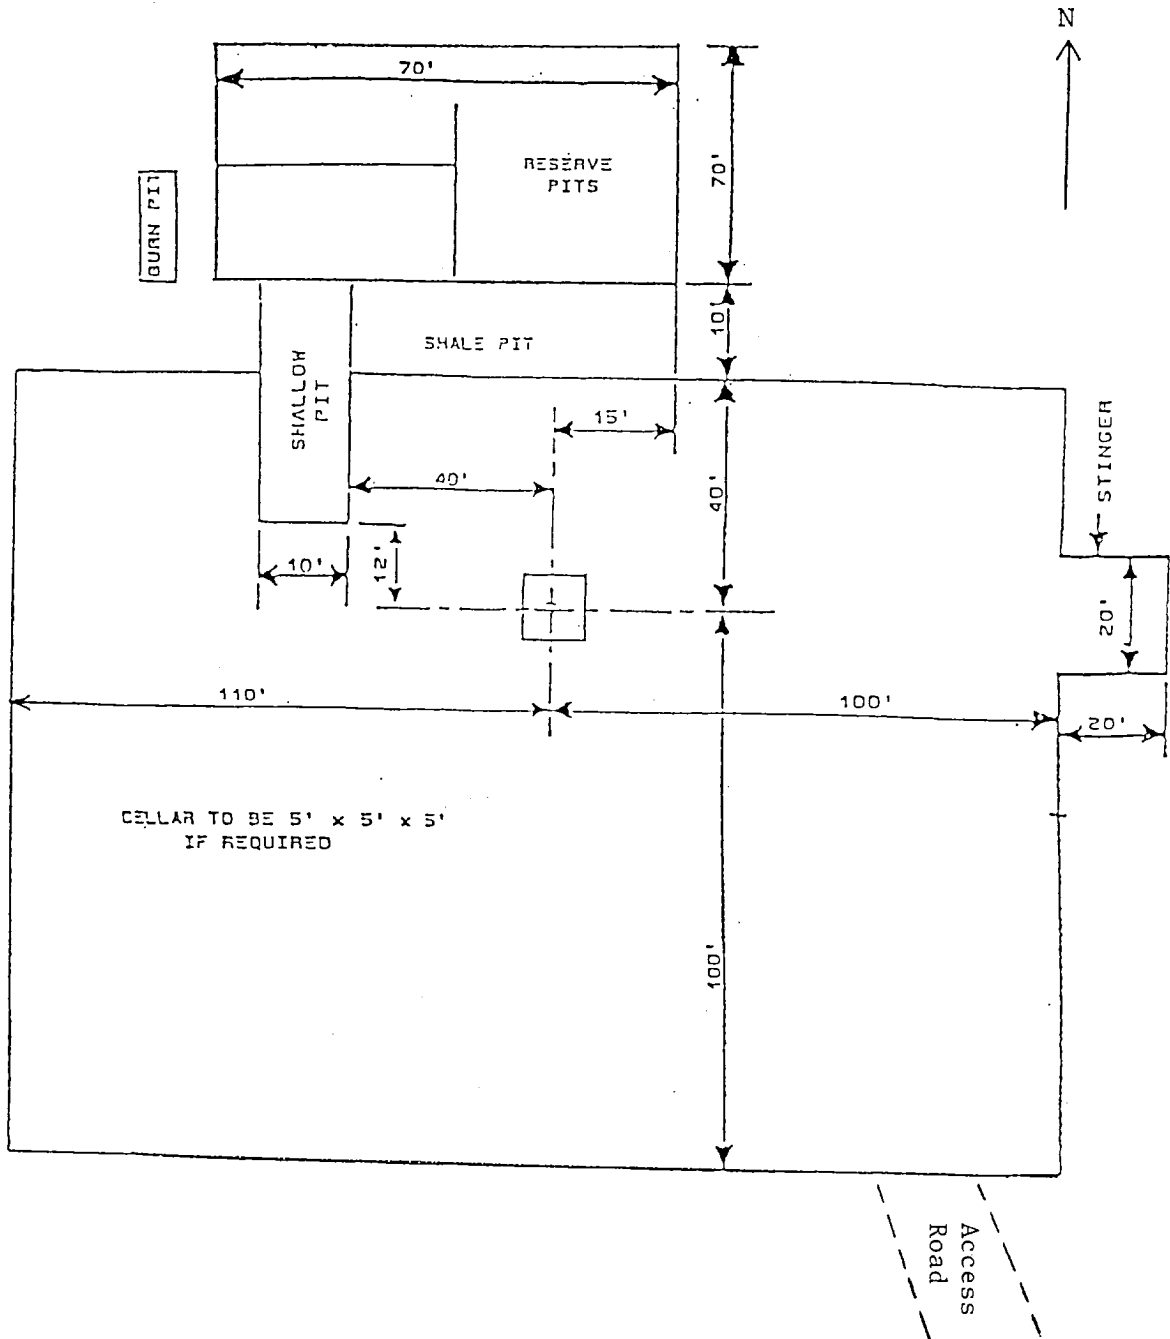 N
70'
RESERVE
PITS
70'
BURN PIT
10'
SHALE PIT
SHALLOW
PIT
15'
STINGER
40'
40'
10'
12'
20'
110'
100'
20'
CELLAR TO BE 5' x 5' x 5'
IF REQUIRED
100'
Access
Road